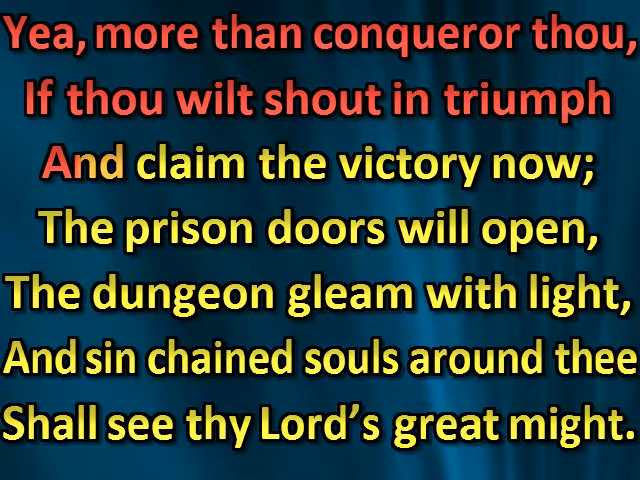 Yea, more than conqueror thou,
If thou wilt shout in triumph
And claim the victory now;
The prison doors will open,
The dungeon gleam with light,
And sin chained souls around thee
Shall see thy Lord’s great might.